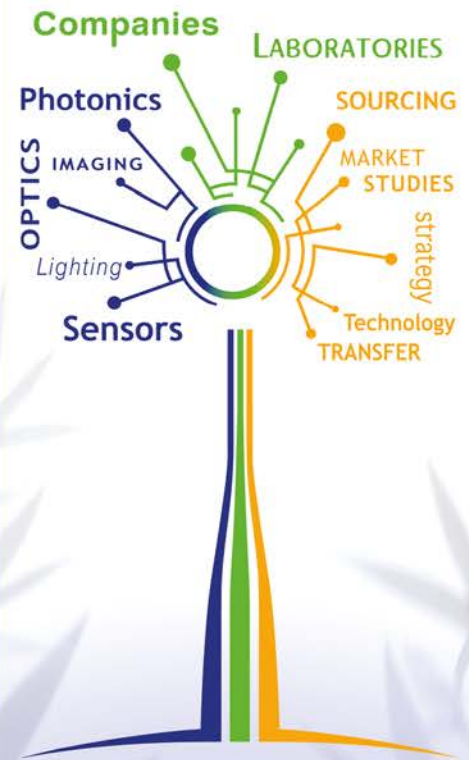 Companies
LABORATORIES
Photonics
SOURCING
OPTICS
IMAGING
MARKET
STUDIES
Lighting
strategy
Sensors
Technology
TRANSFER